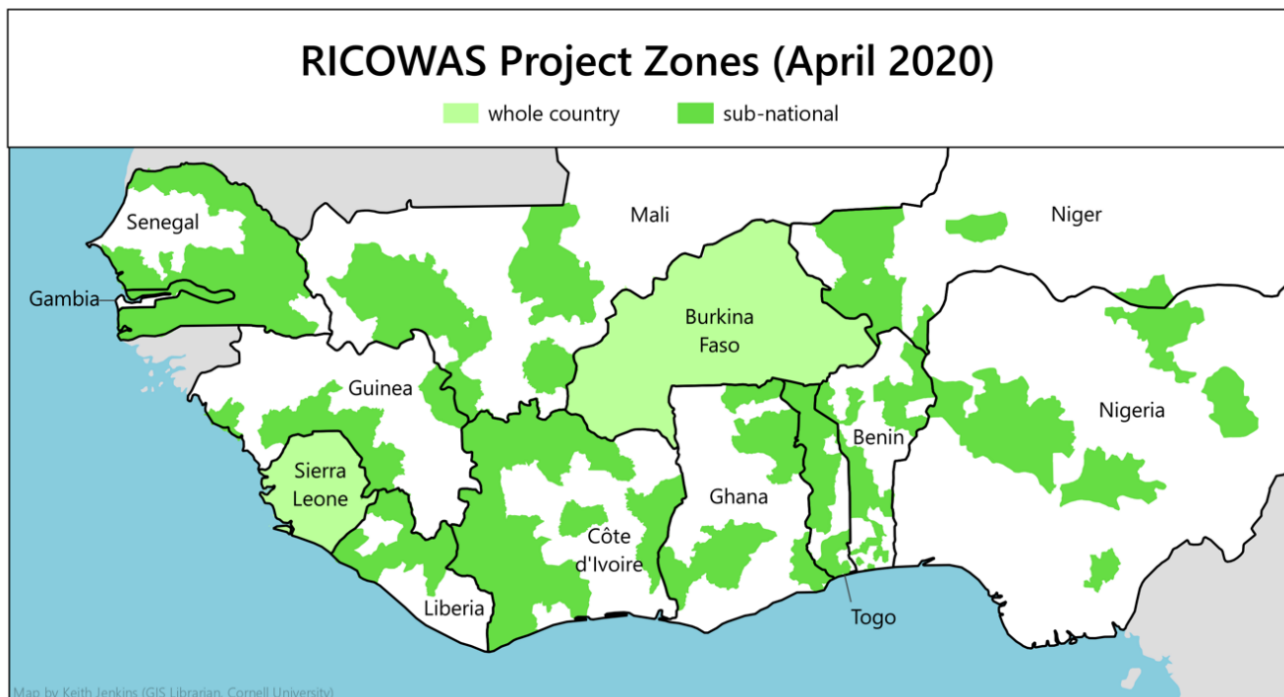 RICOWAS Project Zones (April 2020)
whole country
sub-national
Senegal
Mali
Niger
Gambia
Burkina
Faso
Guinea
Nigeria
Benin
Sierra
Leone
Ghana
Côte
d'Ivoire
Liberia
Togo
Map by Keith Jenkins (GIS Librarian, Cornell University)